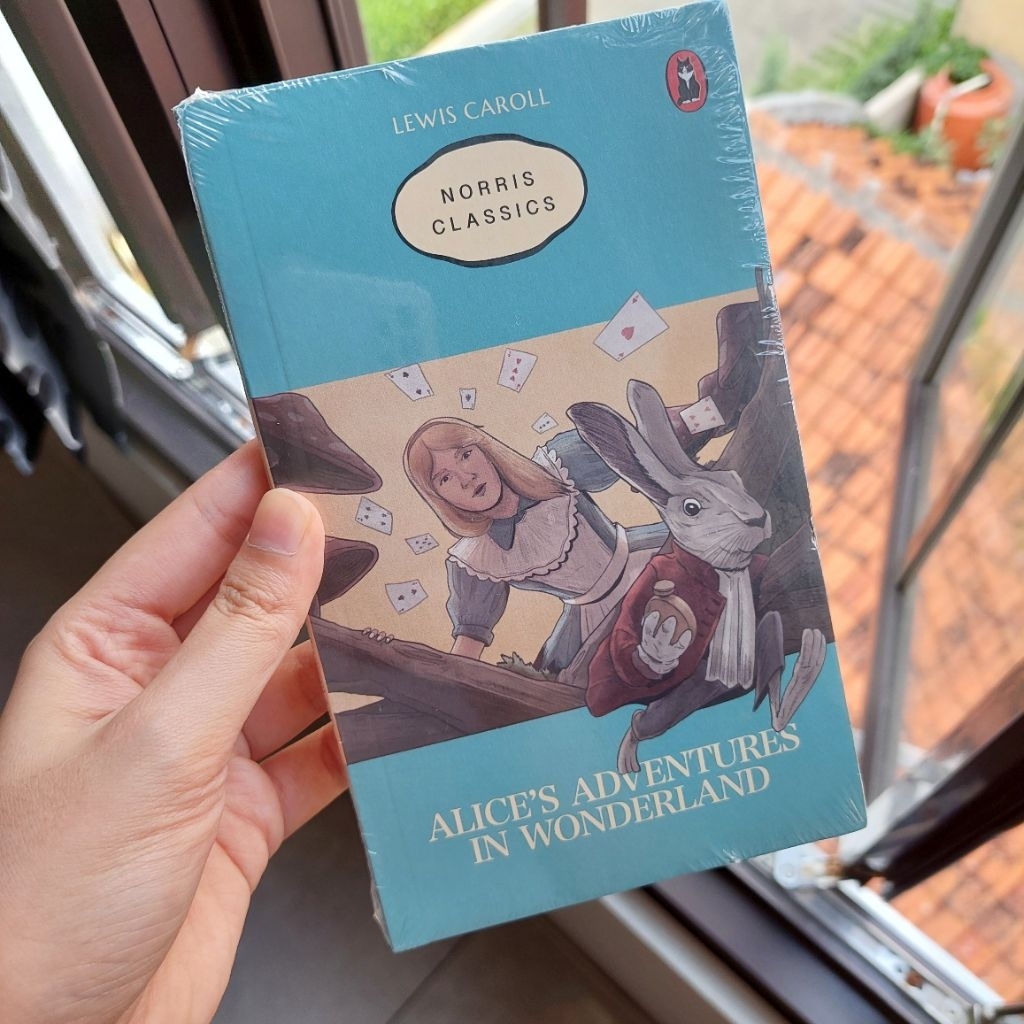 LEWIS CAROLL
NORRIS
CLASSICS
ALICE'S ADVENTURES
IN WONDERLAND